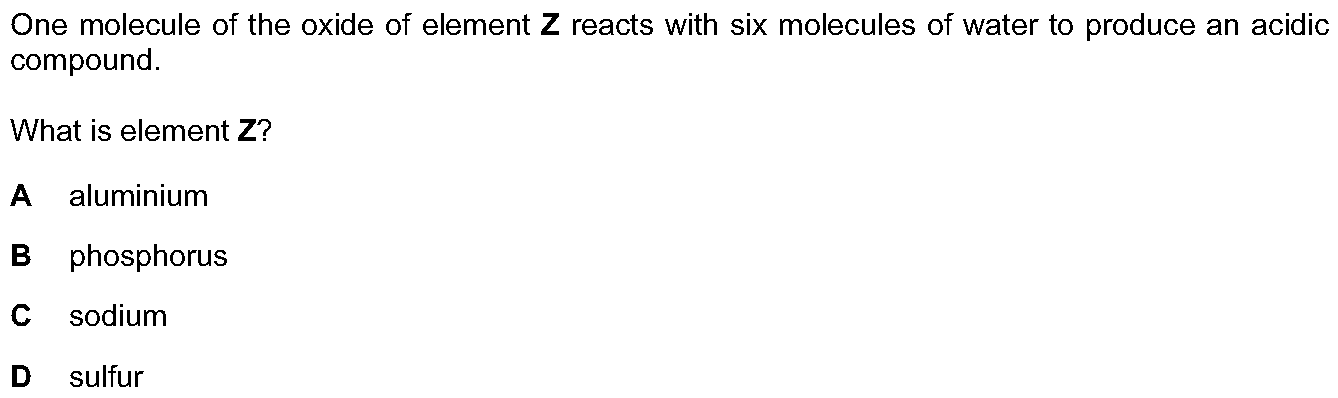 One molecule of the oxide of element Z reacts with six molecules of water to produce an acidic
compound.
What is element Z?
A aluminium
B phosphorus
C sodium
D sulfur